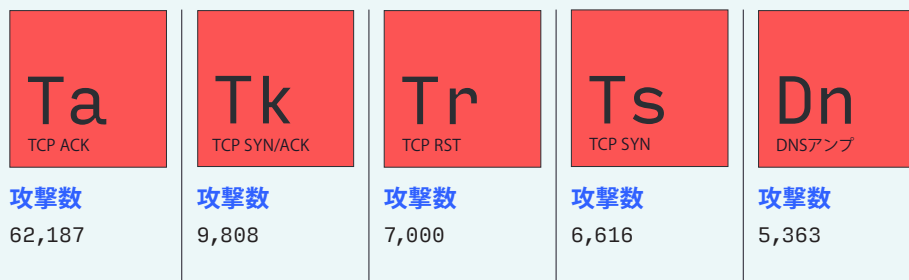 Ta
TCP ACK
攻撃数
62,187
Tk
TCP SYN/ACK
攻撃数
9,808
Tr
TCP RST
攻撃数
7,000
Ts
TCP SYN
攻撃数
6,616
Dn
DNSアンプ
攻撃数
5,363